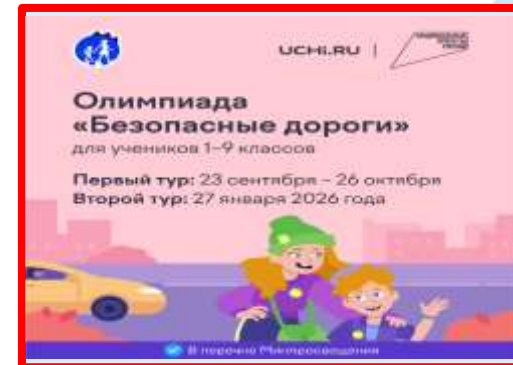 UCHI.RU |
Олимпиада
«Безопасные дороги»
для учеников 1–9 классов
Первый тур: 23 сентября – 26 октября
Второй тур: 27 января 2026 года
В перечне Минпросвещения